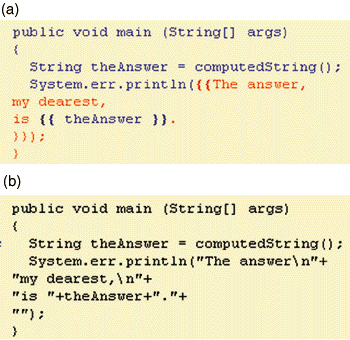 (a)
public void main (String[] args)
{
  String theAnswer = computedString();
  System.err.println({{The answer,
my dearest,
is {{ theAnswer }}.
}));
}
(b)
public void main (String[] args)
{
  String theAnswer = computedString();
  System.err.println("The answer\n"+
"my dearest,\n"+
"is "+theAnswer+"."+
"");
}